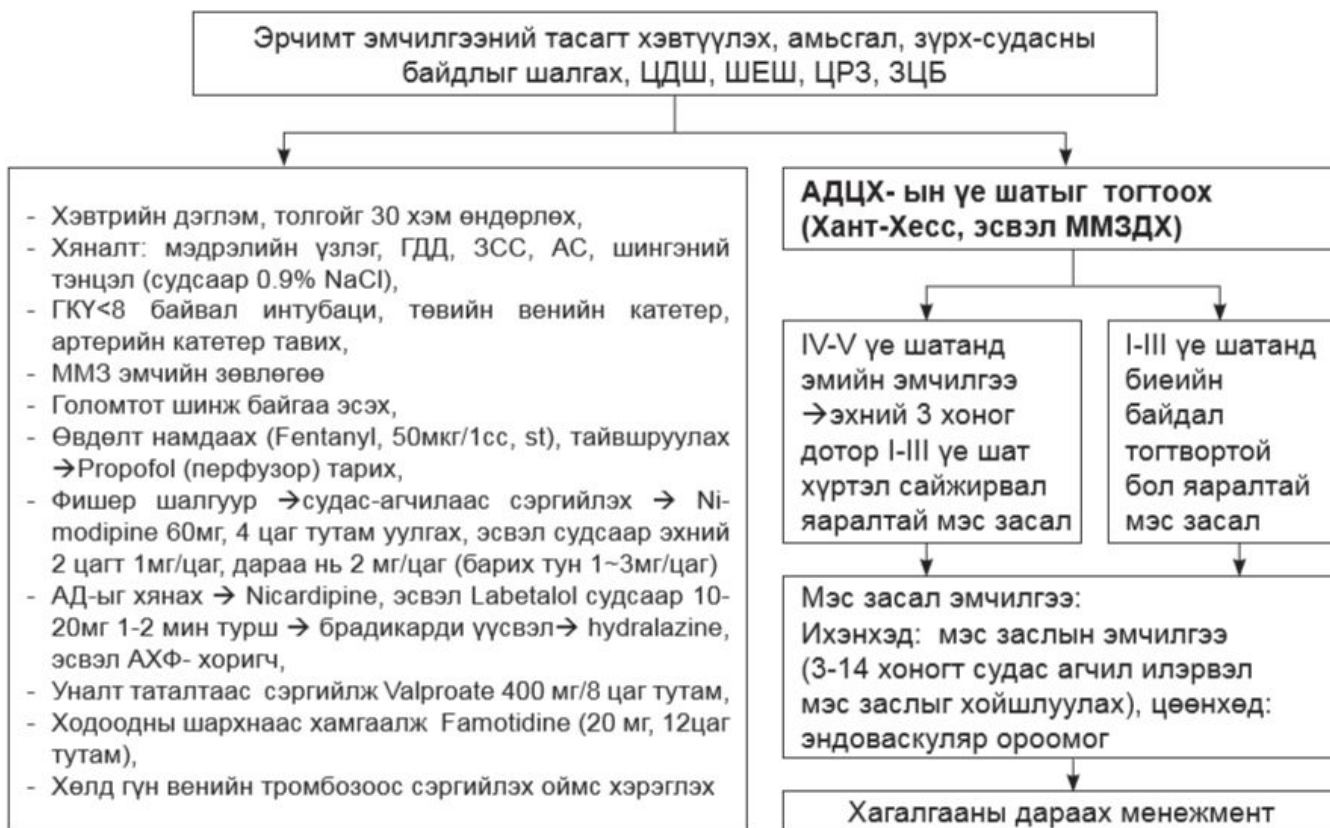 Эрчимт эмчилгээний тасагт хэвтүүлэх, амьсгал, зүрх-судасны
байдлыг шалгах, ЦДШ, ШЕШ, ЦРЗ, ЗЦБ
- Хэвтрийн дэглэм, толгойг 30 хэм өндөрлөх,
- Хяналт: мэдрэлийн үзлэг, ГДД, ЗСС, АС, шингэний
тэнцэл (судсаар 0.9% NaCl),
- ГКҮ<8 байвал интубаци, төвийн венийн катетер,
артерийн катетер тавих,
- ММЗ эмчийн зөвлөгөө
- Голомтот шинж байгаа эсэх,
- Өвдөлт намдаах (Fentanyl, 50мкг/1сс, st), тайвшруулах
→Propofol (перфузор) тарих,
- Фишер шалгуур →судас-агчилаас сэргийлэх → Ni-
modipine 60мг, 4 цаг тутам уулгах, эсвэл судсаар эхний
2 цагт 1мг/цаг, дараа нь 2 мг/цаг (барих тун 1~3мг/цаг)
- АД-ыг хянах → Nicardipine, эсвэл Labetalol судсаар 10-
20мг 1-2 мин турш → брадикарди үүсвэл→ hydralazine,
эсвэл АХФ- хоригч,
- Уналт таталтаас сэргийлж Valproate 400 мг/8 цаг тутам,
- Ходоодны шархнаас хамгаалж Famotidine (20 мг, 12цаг
тутам),
- Хөлд гүн венийн тромбозоос сэргийлэх оймс хэрэглэх
АДЦХ- ын үе шатыг тогтоох
(Хант-Хесс, эсвэл ММЗДХ)
IV-V үе шатанд
эмийн эмчилгээ
→эхний 3 хоног
дотор I-III үе шат
хүртэл сайжирвал
яаралтай мэс засал
I-III үе шатанд
биеийн
байдал
тогтвортой
бол яаралтай
мэс засал
Мэс засал эмчилгээ:
Ихэнхэд: мэс заслын эмчилгээ
(3-14 хоногт судас агчил илэрвэл
мэс заслыг хойшлуулах), цөөнхөд:
эндоваскуляр ороомог
Хагалгааны дараах менежмент